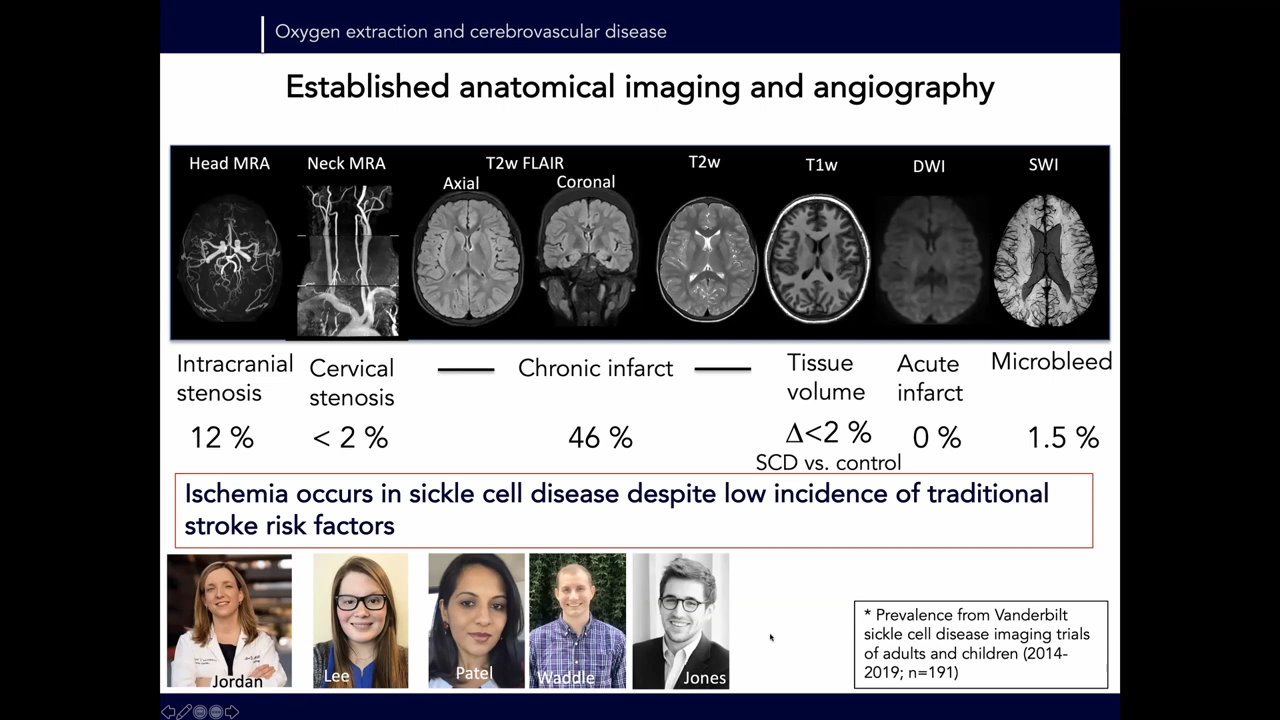 Oxygen extraction and cerebrovascular disease
Established anatomical imaging and angiography
Head MRA
Neck MRA
T2w FLAIR
Axial
Coronal
T2w
T1w
DWI
SWI
Intracranial
stenosis
12 %
Cervical
stenosis
< 2 %
Chronic infarct
46 %
Tissue
volume
Δ<2 %
SCD vs. control
Acute
infarct
0 %
Microbleed
1.5 %
Ischemia occurs in sickle cell disease despite low incidence of traditional
stroke risk factors
Jordan
Lee
Patel
Waddle
Jones
* Prevalence from Vanderbilt
sickle cell disease imaging trials
of adults and children (2014-
2019; n=191)